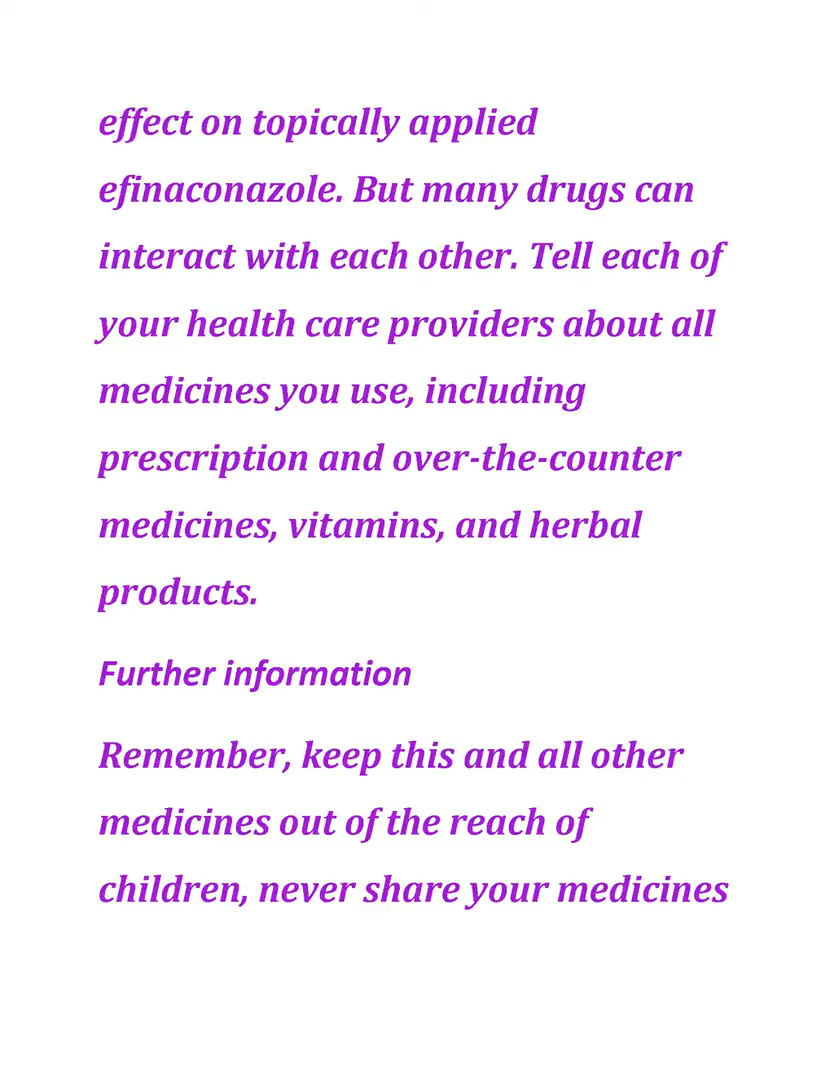 effect on topically applied
efinaconazole. But many drugs can
interact with each other. Tell each of
your health care providers about all
medicines you use, including
prescription and over-the-counter
medicines, vitamins, and herbal
products.
Further information
Remember, keep this and all other
medicines out of the reach of
children, never share your medicines